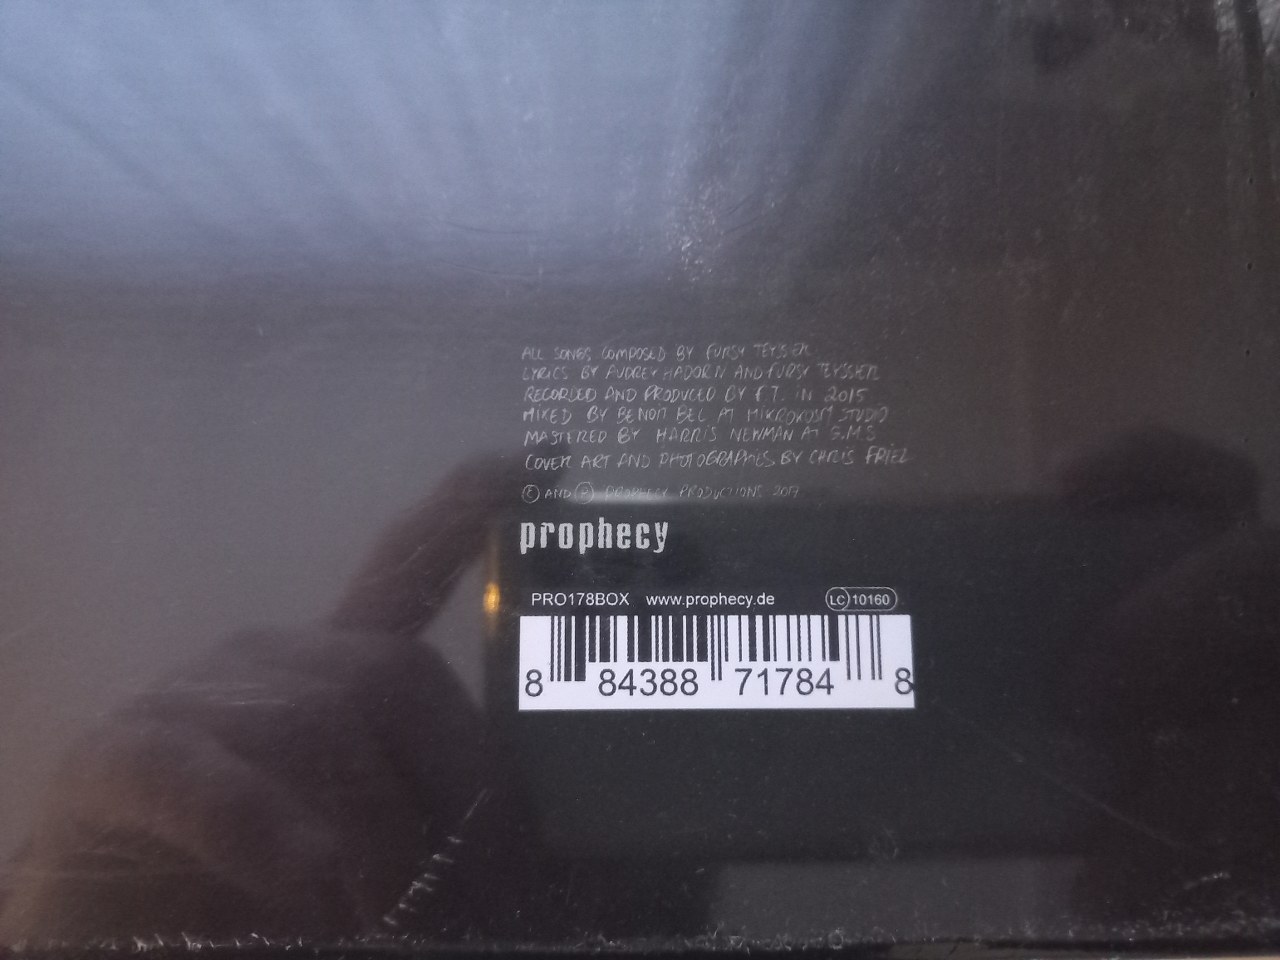 ALL SONGS COMPOSED BY FURSY TEYSSIER
LYRICS BY AUDREY HADORN AND FURSY TEYSSIER
RECORDED AND PRODUCED BY F.T. IN 2015
MIXED BY BENOIT BEL AT MIKROKOSM STUDIO
MASTERED BY HARRIS NEWMAN AT G.M.S
COVER ART AND PHOTOGRAPHIES BY CHRIS FRIEL
© AND ℗ PROPHECY PRODUCTIONS 2017
prophecy
PRO178BOX www.prophecy.de LC 10160
8 84388 71784 8